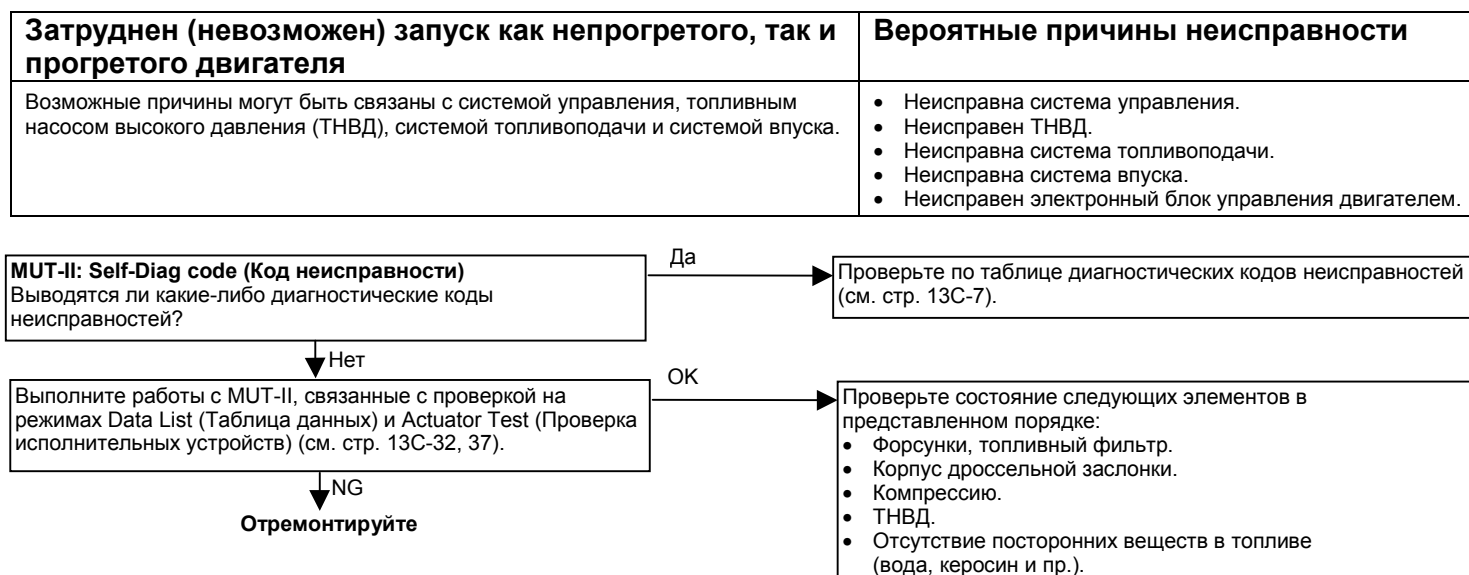 Затруднен (невозможен) запуск как непрогретого, так и
прогретого двигателя
Вероятные причины неисправности
Возможные причины могут быть связаны с системой управления, топливным
насосом высокого давления (ТНВД), системой топливоподачи и системой впуска.
• Неисправна система управления.
• Неисправен ТНВД.
• Неисправна система топливоподачи.
• Неисправна система впуска.
• Неисправен электронный блок управления двигателем.
MUT-II: Self-Diag code (Код неисправности)
Выводятся ли какие-либо диагностические коды
неисправностей?
Да
Проверьте по таблице диагностических кодов неисправностей
(см. стр. 13С-7).
Нет
Выполните работы с MUT-II, связанные с проверкой на
режимах Data List (Таблица данных) и Actuator Test (Проверка
исполнительных устройств) (см. стр. 13С-32, 37).
OK
Проверьте состояние следующих элементов в
представленном порядке:
• Форсунки, топливный фильтр.
• Корпус дроссельной заслонки.
• Компрессию.
• ТНВД.
• Отсутствие посторонних веществ в топливе
(вода, керосин и пр.).
NG
Отремонтируйте